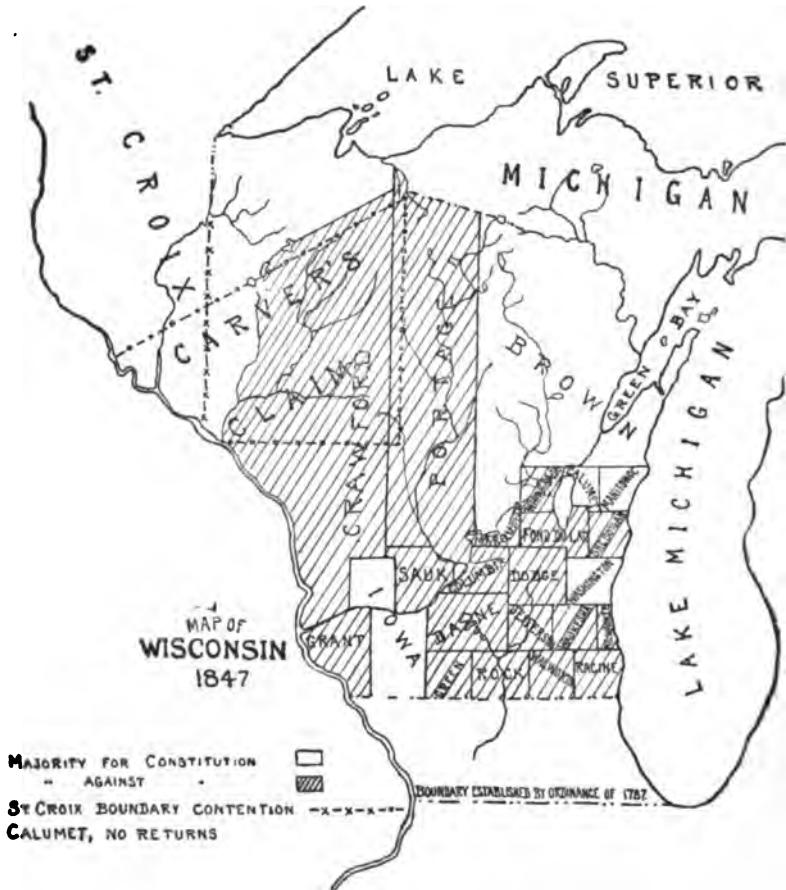 LAKE SUPERIOR
MICHIGAN
ST. CROIX
CARVER'S
CLAIM
CRAWFORD
PORTAGE
BROWN
GREEN BAY
LAKE MICHIGAN
CALUMET
MANITOWOC
FOND DU LAC
SHEBOYGAN
SAUK
COLUMBIA
DODGE
WASHINGTON
IOWA
DANE
JEFFERSON
WAUKESHA
GRANT
GREEN
ROCK
WALWORTH
RACINE
MAP OF
WISCONSIN
1847
MAJORITY FOR CONSTITUTION
" AGAINST "
ST CROIX BOUNDARY CONTENTION -x-x-x-x-
CALUMET, NO RETURNS
BOUNDARY ESTABLISHED BY ORDINANCE OF 1787